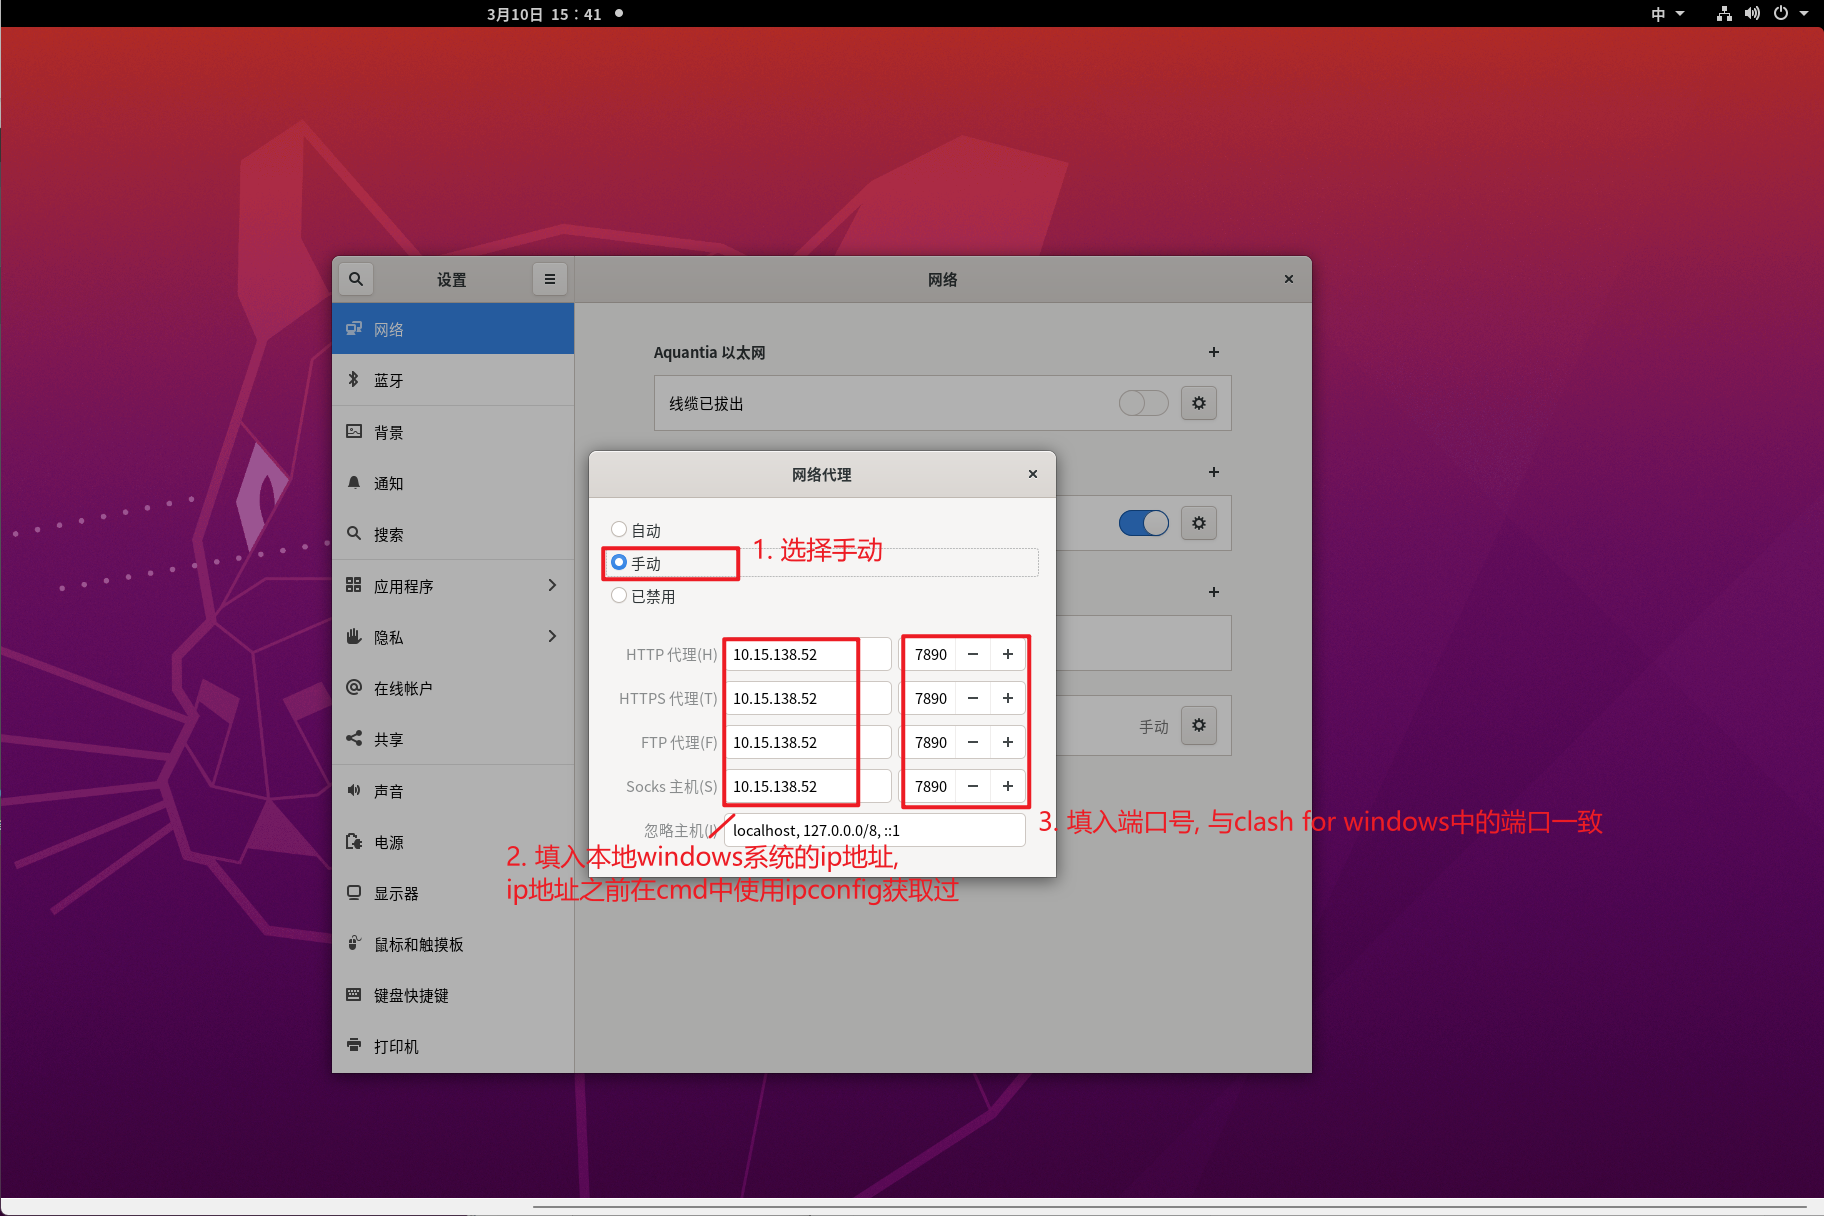 3月10日 15：41
中
设置
网络
网络
蓝牙
背景
通知
搜索
应用程序
隐私
在线帐户
共享
声音
电源
显示器
鼠标和触摸板
键盘快捷键
打印机
Aquantia 以太网
线缆已拔出
手动
网络代理
自动
手动
已禁用
1. 选择手动
HTTP 代理(H) 10.15.138.52 7890
HTTPS 代理(T) 10.15.138.52 7890
FTP 代理(F) 10.15.138.52 7890
Socks 主机(S) 10.15.138.52 7890
忽略主机(I) localhost, 127.0.0.0/8, ::1
3. 填入端口号, 与clash for windows中的端口一致
2. 填入本地windows系统的ip地址,
ip地址之前在cmd中使用ipconfig获取过